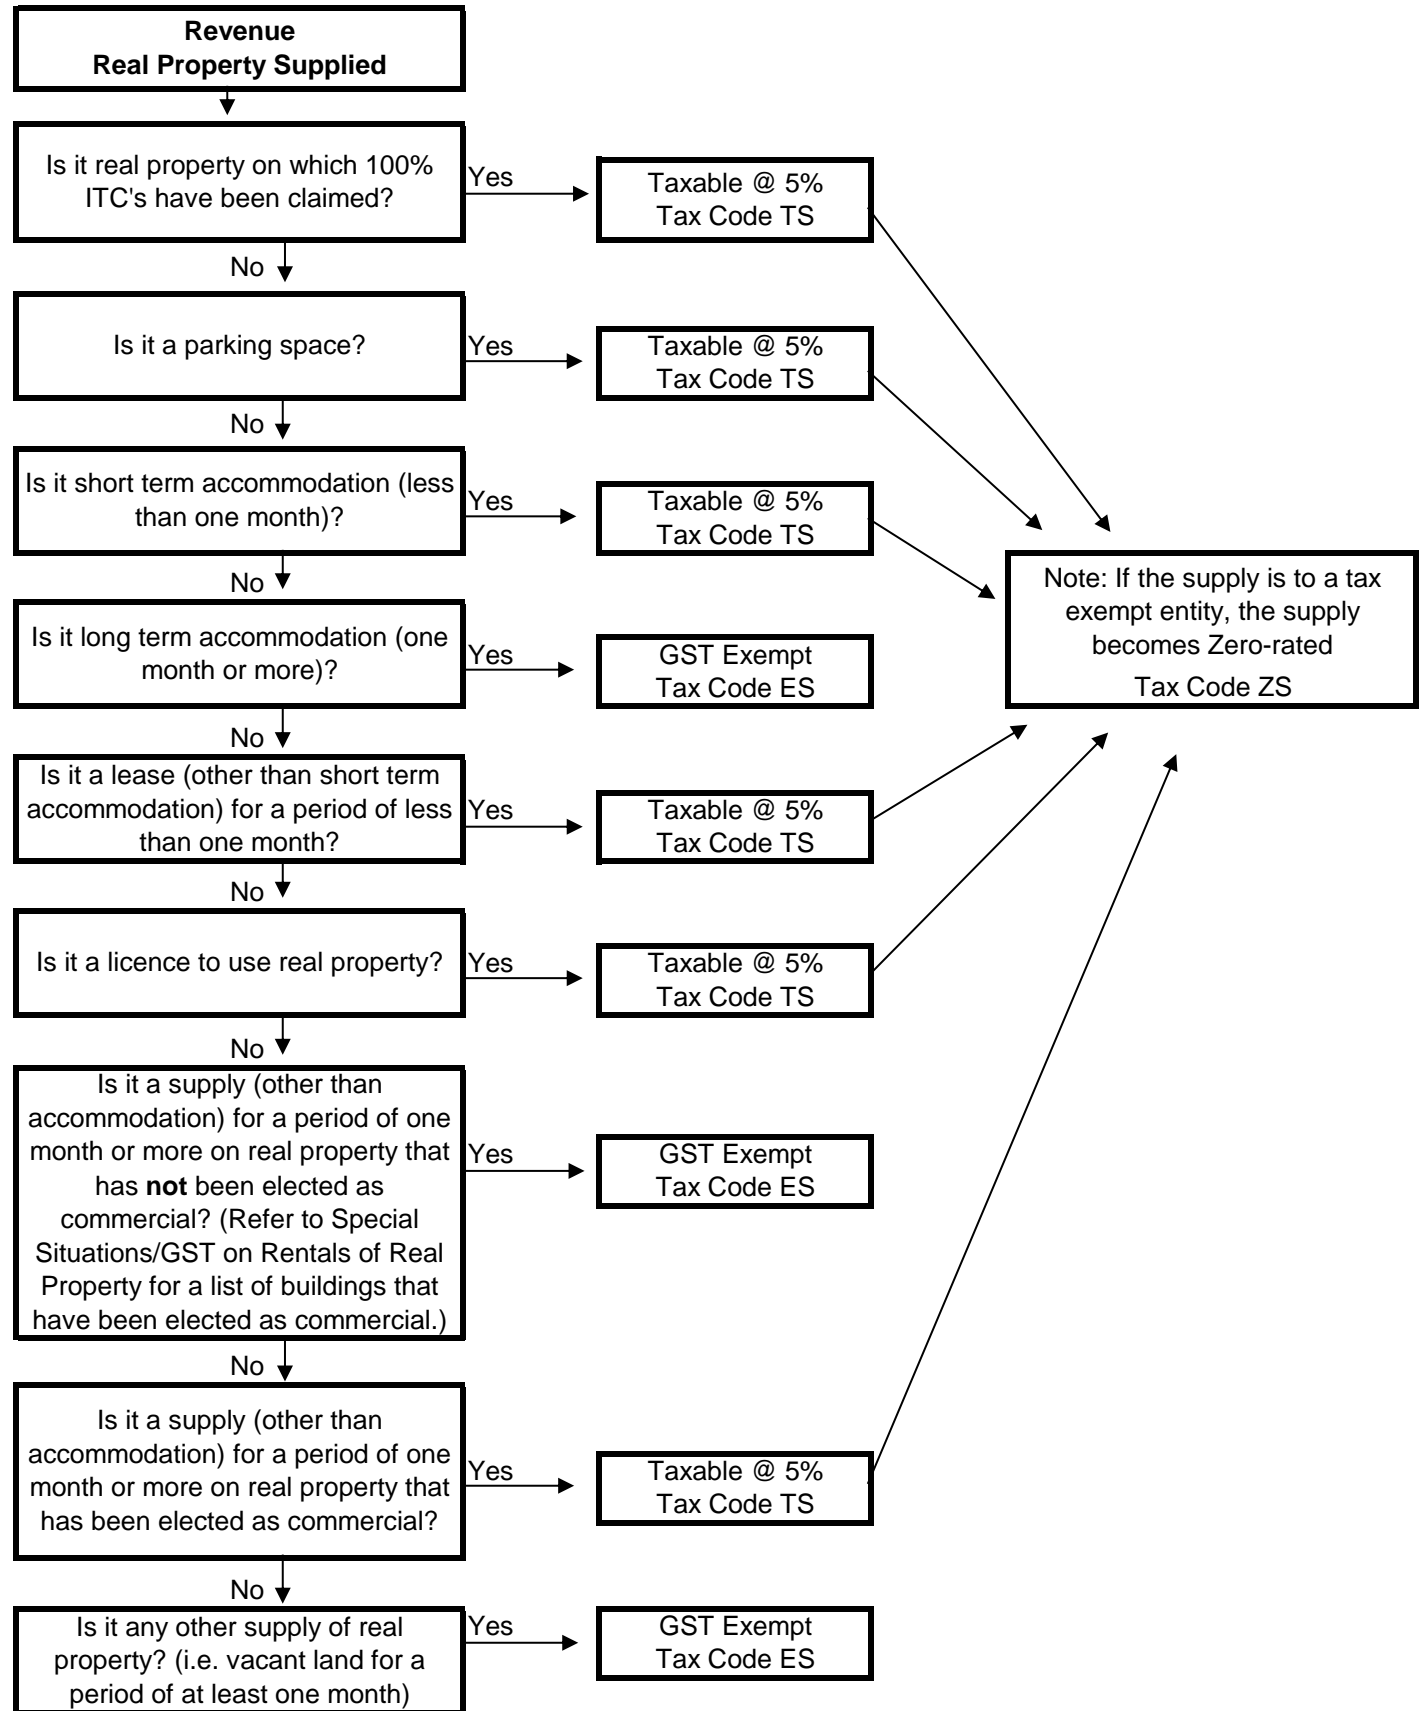 Revenue
Real Property Supplied
Is it real property on which 100%
ITC's have been claimed?
Yes
Taxable @ 5%
Tax Code TS
No
Is it a parking space?
Yes
Taxable @ 5%
Tax Code TS
No
Is it short term accommodation (less
than one month)?
Yes
Taxable @ 5%
Tax Code TS
Note: If the supply is to a tax
exempt entity, the supply
becomes Zero-rated
Tax Code ZS
No
Is it long term accommodation (one
month or more)?
Yes
GST Exempt
Tax Code ES
No
Is it a lease (other than short term
accommodation) for a period of less
than one month?
Yes
Taxable @ 5%
Tax Code TS
No
Is it a licence to use real property?
Yes
Taxable @ 5%
Tax Code TS
No
Is it a supply (other than
accommodation) for a period of one
month or more on real property that
has not been elected as
commercial? (Refer to Special
Situations/GST on Rentals of Real
Property for a list of buildings that
have been elected as commercial.)
Yes
GST Exempt
Tax Code ES
No
Is it a supply (other than
accommodation) for a period of one
month or more on real property that
has been elected as commercial?
Yes
Taxable @ 5%
Tax Code TS
No
Is it any other supply of real
property? (i.e. vacant land for a
period of at least one month)
Yes
GST Exempt
Tax Code ES